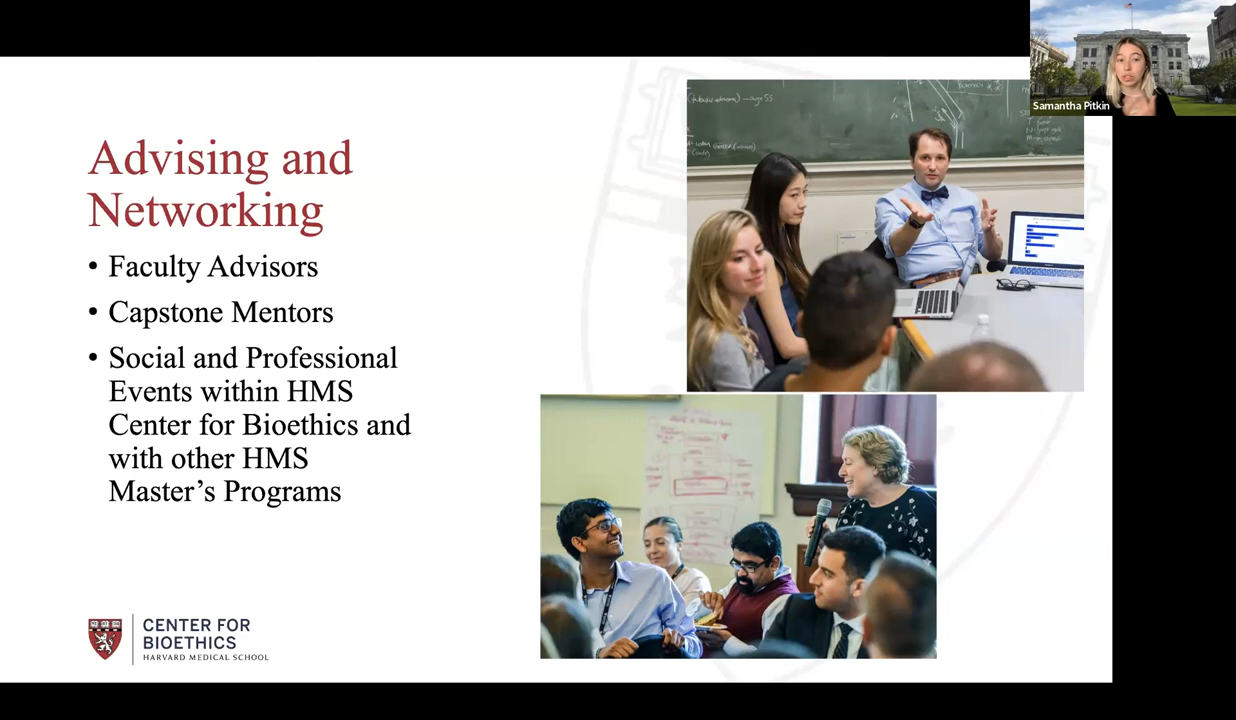 Samantha Pitkin
Advising and
Networking
• Faculty Advisors
• Capstone Mentors
• Social and Professional
Events within HMS
Center for Bioethics and
with other HMS
Master's Programs
CENTER FOR
BIOETHICS
HARVARD MEDICAL SCHOOL